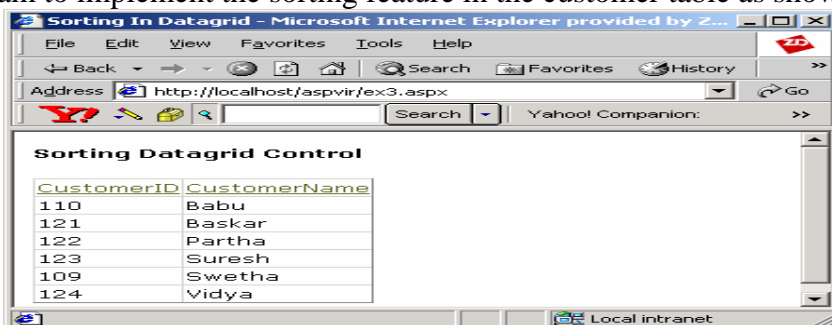 am to implement the sorting feature in the customer table as show
Sorting In Datagrid - Microsoft Internet Explorer provided by Z...
File Edit View Favorites Tools Help
Back Search Favorites History »
Address http://localhost/aspvir/ex3.aspx Go
Y! Search Yahoo! Companion: »
Sorting Datagrid Control
CustomerID CustomerName
110 Babu
121 Baskar
122 Partha
123 Suresh
109 Swetha
124 Vidya
Local intranet